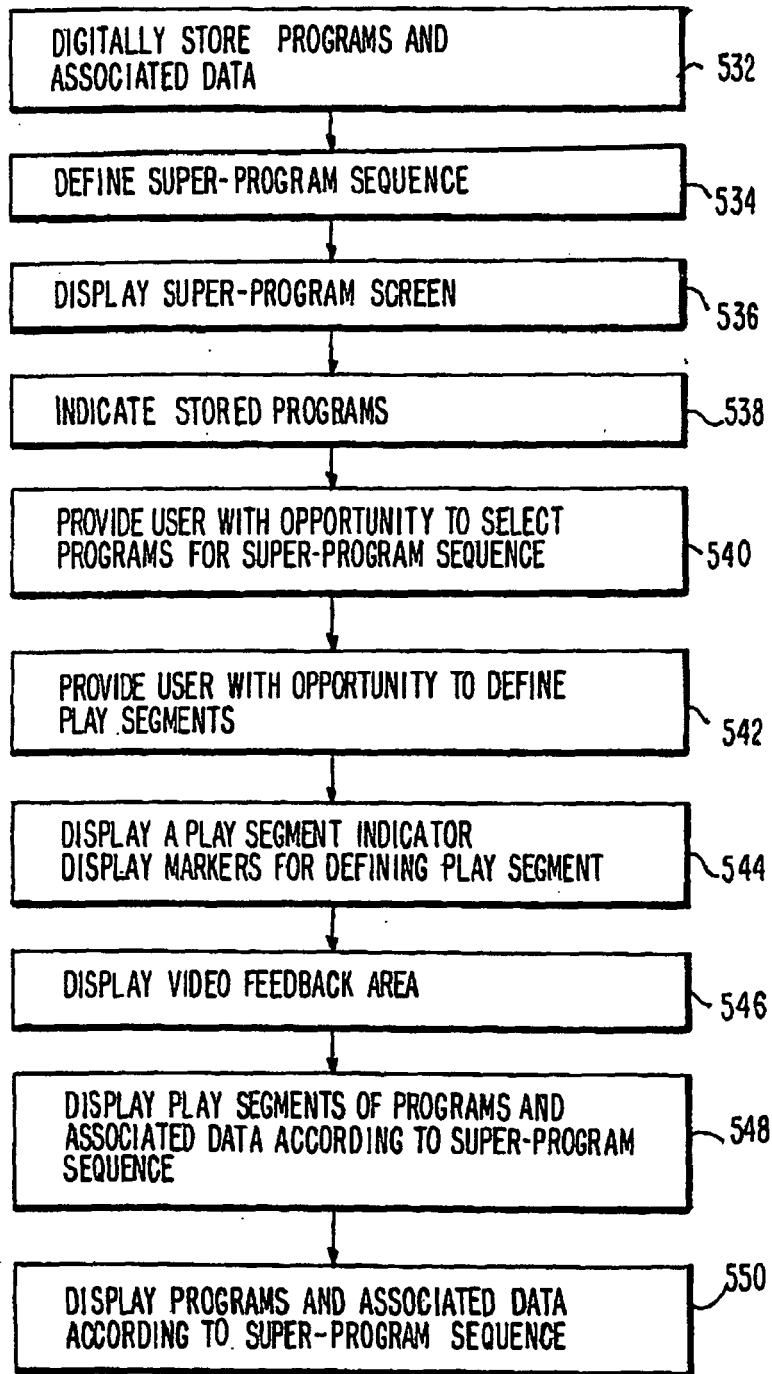 DIGITALLY STORE PROGRAMS AND
ASSOCIATED DATA
532
DEFINE SUPER-PROGRAM SEQUENCE
534
DISPLAY SUPER-PROGRAM SCREEN
536
INDICATE STORED PROGRAMS
538
PROVIDE USER WITH OPPORTUNITY TO SELECT
PROGRAMS FOR SUPER-PROGRAM SEQUENCE
540
PROVIDE USER WITH OPPORTUNITY TO DEFINE
PLAY SEGMENTS
542
DISPLAY A PLAY SEGMENT INDICATOR
DISPLAY MARKERS FOR DEFINING PLAY SEGMENT
544
DISPLAY VIDEO FEEDBACK AREA
546
DISPLAY PLAY SEGMENTS OF PROGRAMS AND
ASSOCIATED DATA ACCORDING TO SUPER-PROGRAM
SEQUENCE
548
DISPLAY PROGRAMS AND ASSOCIATED DATA
ACCORDING TO SUPER-PROGRAM SEQUENCE
550